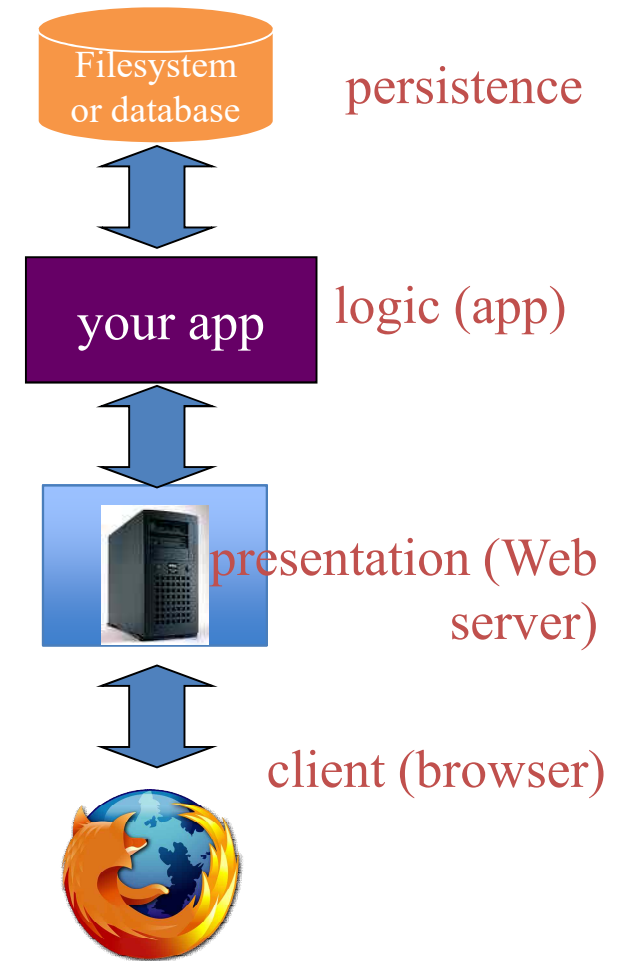 Filesystem
or database
persistence
your app
logic (app)
presentation (Web
server)
client (browser)